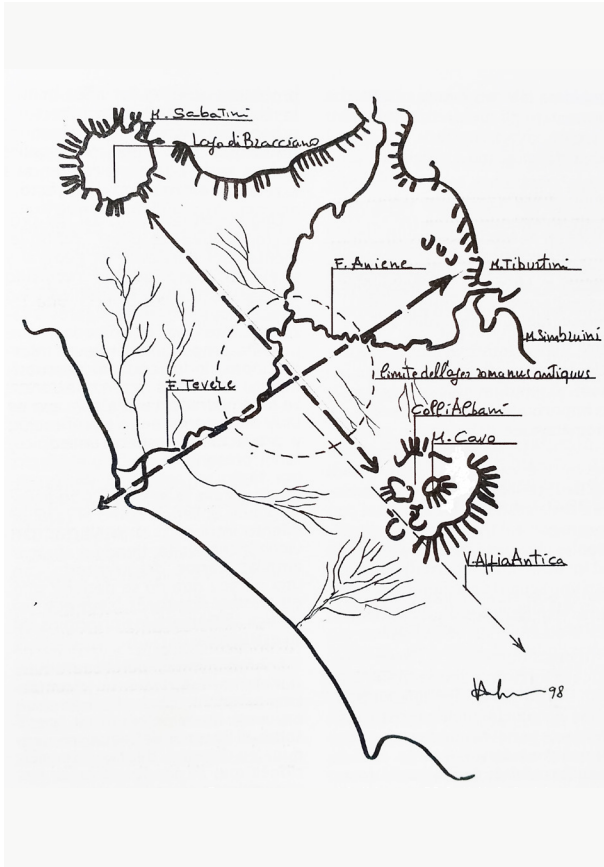 M. Sabatini
Lago di Bracciano
F. Aniene
M. Tiburtini
M. Simbruini
limite dell'ager romanus antiquus
F. Tevere
Colli Albani
M. Cavo
V. Appia Antica
98